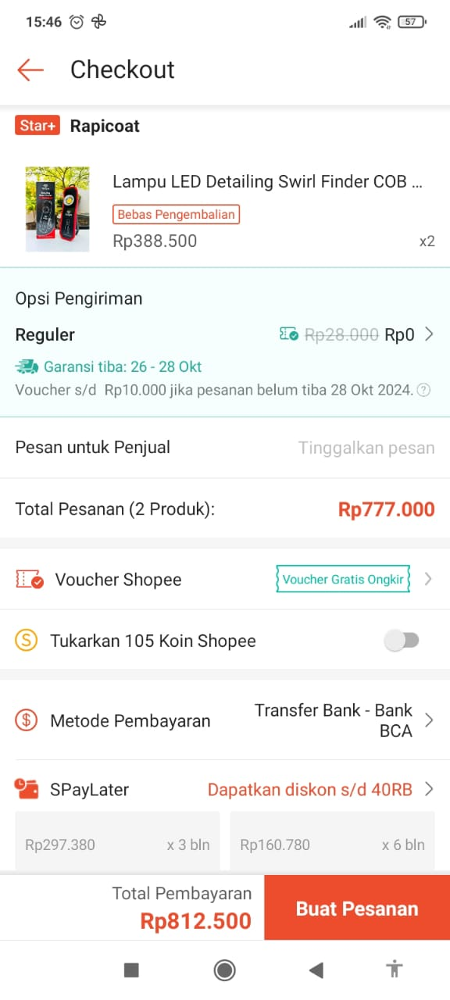 15:46
57
Checkout
Star+ Rapicoat
Lampu LED Detailing Swirl Finder COB ...
Bebas Pengembalian
Rp388.500 x2
Opsi Pengiriman
Reguler Rp28.000 Rp0
Garansi tiba: 26 - 28 Okt
Voucher s/d Rp10.000 jika pesanan belum tiba 28 Okt 2024. ?
Pesan untuk Penjual Tinggalkan pesan
Total Pesanan (2 Produk): Rp777.000
Voucher Shopee Voucher Gratis Ongkir
S Tukarkan 105 Koin Shopee
$ Metode Pembayaran Transfer Bank - Bank
BCA
SPayLater Dapatkan diskon s/d 40RB
Rp297.380 x 3 bln Rp160.780 x 6 bln
Total Pembayaran
Rp812.500
Buat Pesanan